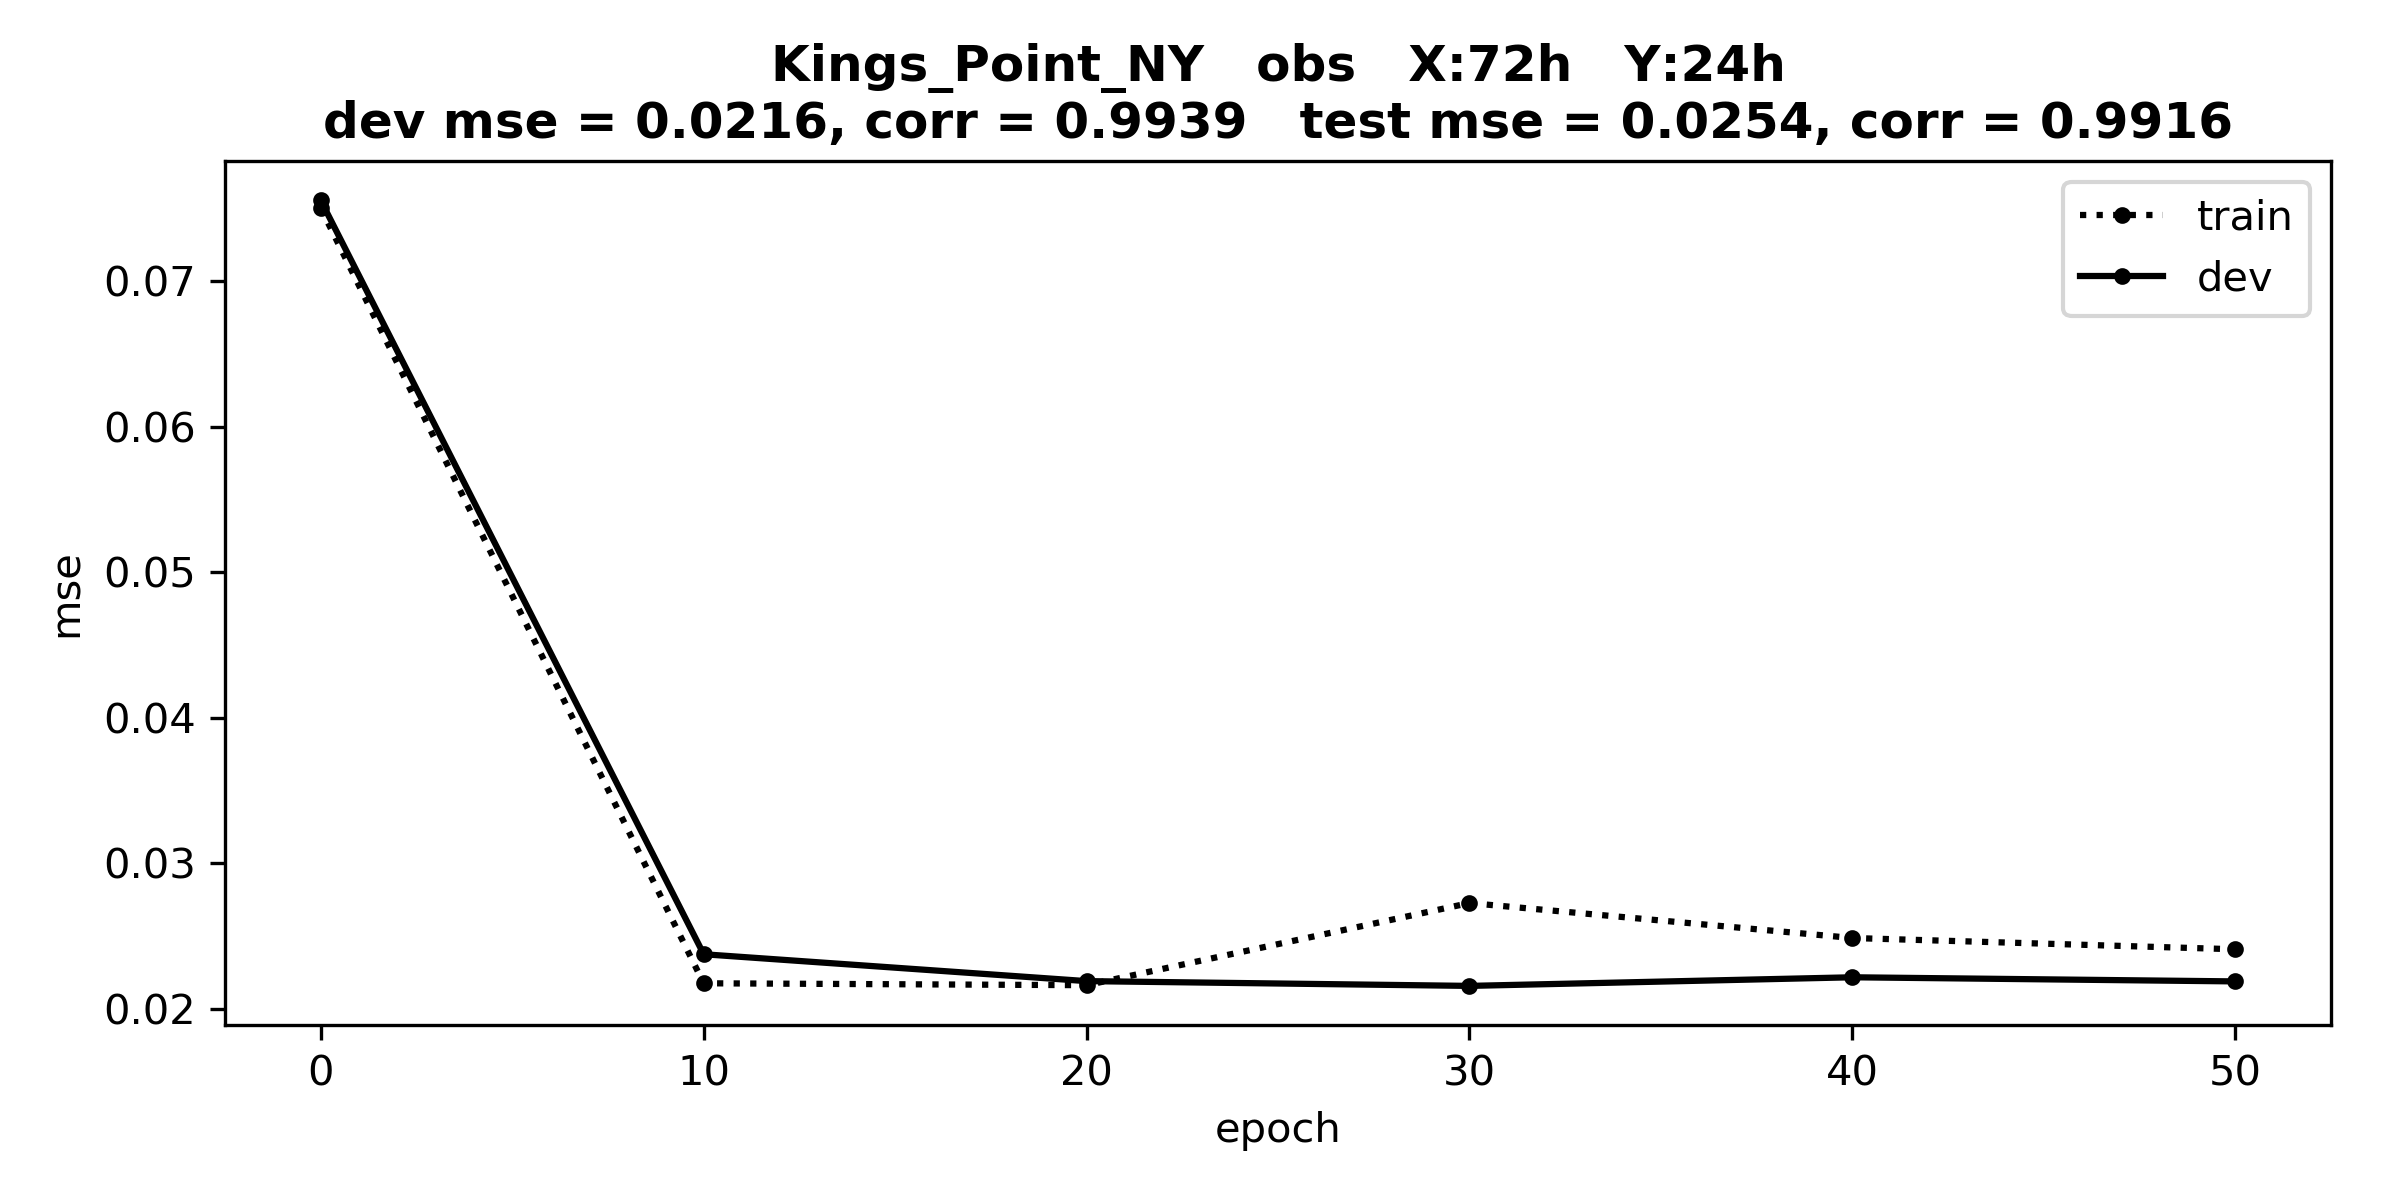 Kings_Point_NY obs X:72h Y:24h
dev mse = 0.0216, corr = 0.9939 test mse = 0.0254, corr = 0.9916
train
dev
0.07
0.06
0.05
0.04
0.03
0.02
mse
0 10 20 30 40 50
epoch